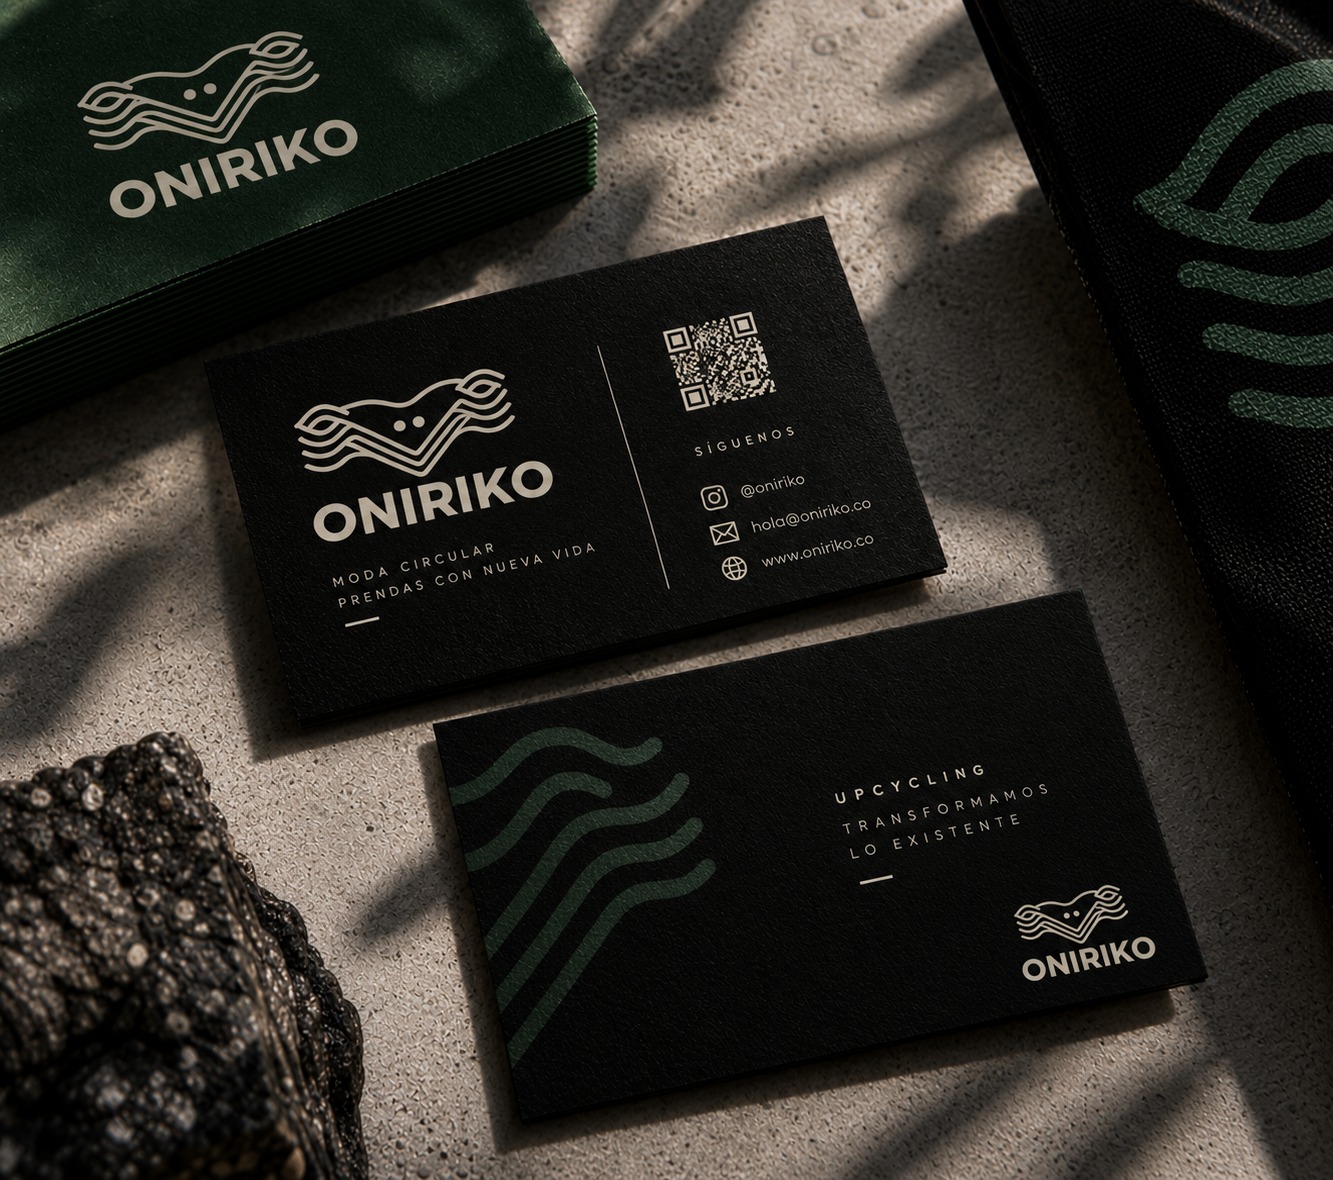 ONIRIKO
ONIRIKO
MODA CIRCULAR
PRENDAS CON NUEVA VIDA
SÍGUENOS
@oniriko
hola@oniriko.co
www.oniriko.co
UPCYCLING
TRANSFORMAMOS
LO EXISTENTE
ONIRIKO